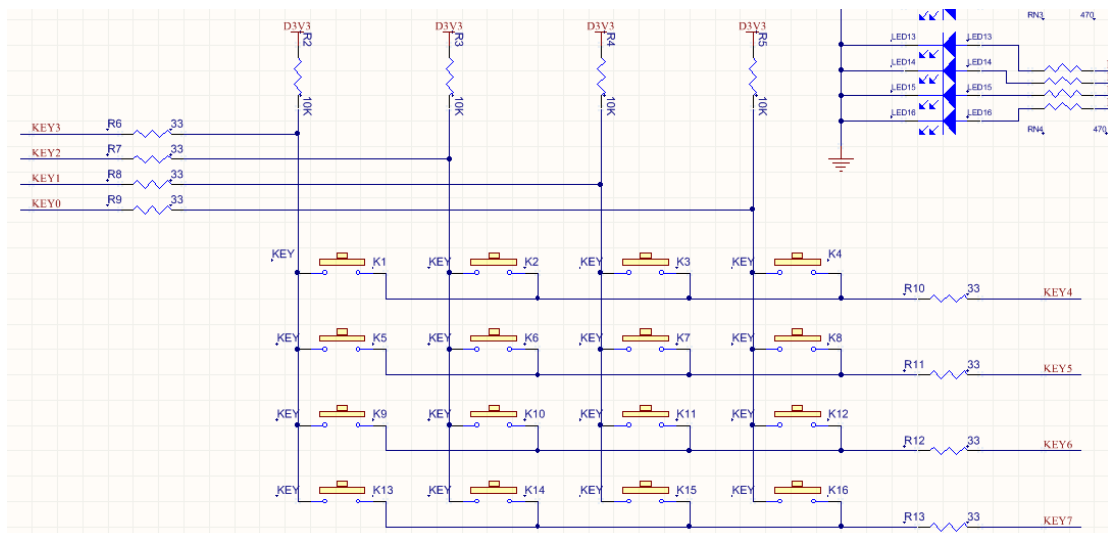 RN3 470
D3V3 D3V3 D3V3 D3V3
R2 R3 R4 R5
LED13 LED13
LED14 LED14
LED15 LED15
LED16 LED16
10K 10K 10K 10K
RN4 470
KEY3 R6 33
KEY2 R7 33
KEY1 R8 33
KEY0 R9 33
KEY K1 KEY K2 KEY K3 KEY K4
R10 33 KEY4
KEY K5 KEY K6 KEY K7 KEY K8
R11 33 KEY5
KEY K9 KEY K10 KEY K11 KEY K12
R12 33 KEY6
KEY K13 KEY K14 KEY K15 KEY K16
R13 33 KEY7